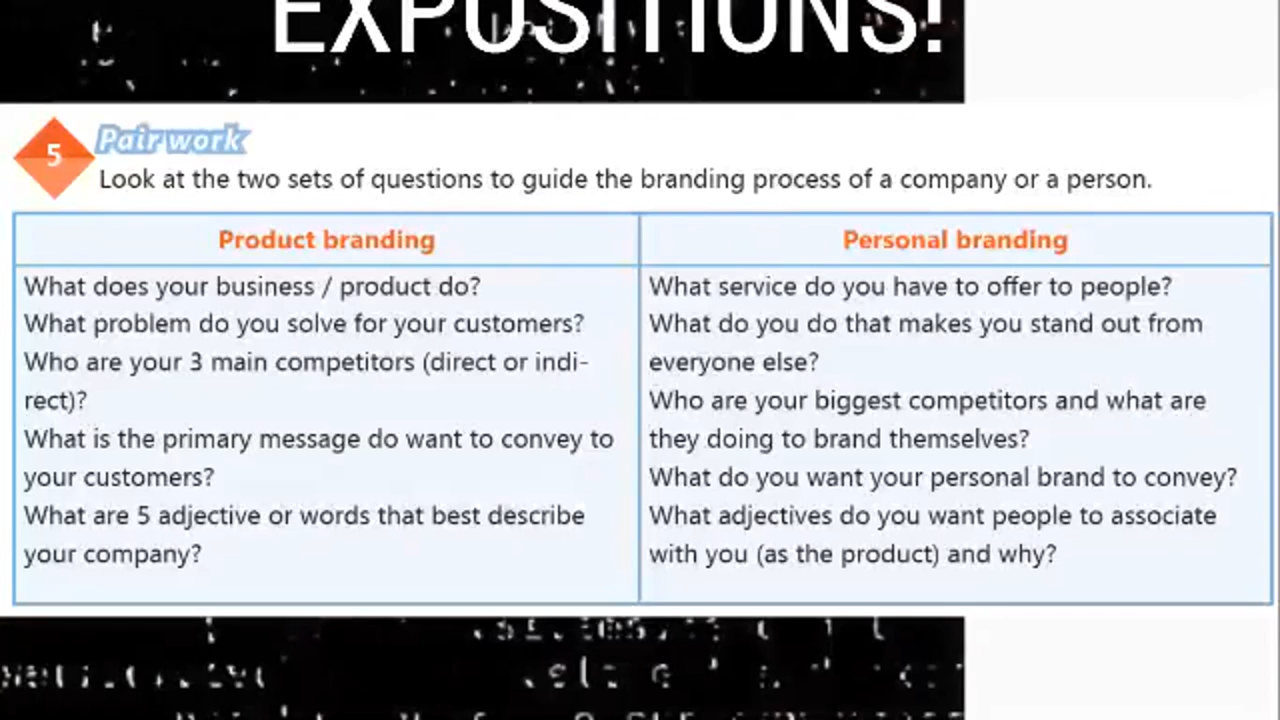 EXPOSITIONS!
5
Pair work
Look at the two sets of questions to guide the branding process of a company or a person.
Product branding
What does your business / product do?
What problem do you solve for your customers?
Who are your 3 main competitors (direct or indi-
rect)?
What is the primary message do want to convey to
your customers?
What are 5 adjective or words that best describe
your company?
Personal branding
What service do you have to offer to people?
What do you do that makes you stand out from
everyone else?
Who are your biggest competitors and what are
they doing to brand themselves?
What do you want your personal brand to convey?
What adjectives do you want people to associate
with you (as the product) and why?